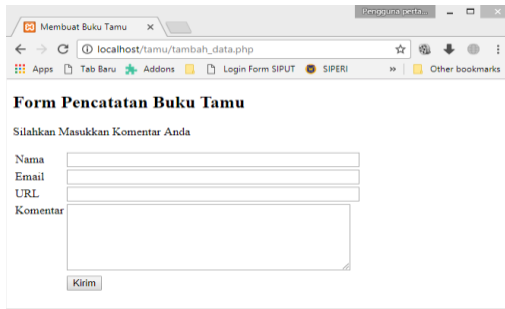 Pengguna perta...
Membuat Buku Tamu
localhost/tamu/tambah_data.php
Apps Tab Baru Addons Login Form SIPUT SIPERI » Other bookmarks
Form Pencatatan Buku Tamu
Silahkan Masukkan Komentar Anda
Nama
Email
URL
Komentar
Kirim